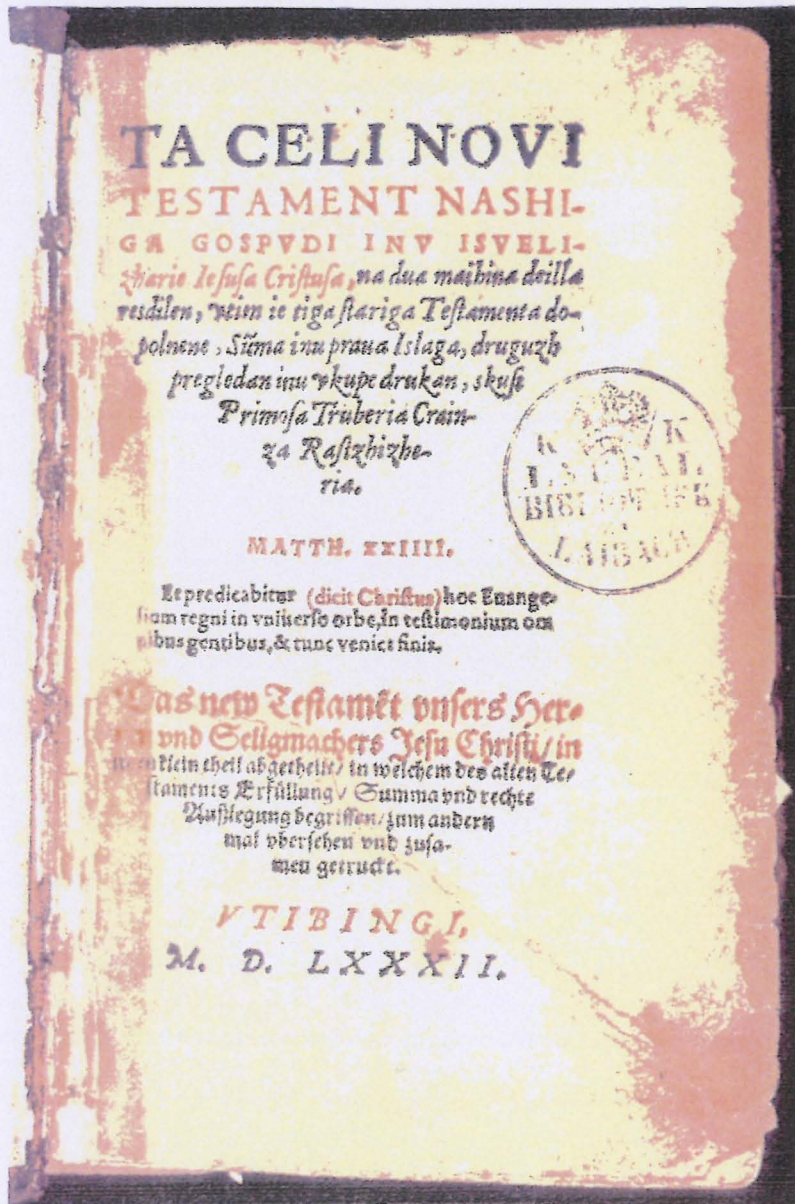 TA CELI NOVI
TESTAMENT NASHI-
GA GOSPVDI INV ISVELI-
zharie Iesusa Cristusa, na dua maihina deilla
resdilen, vtim ie tiga stariga Testamenta do-
polnene, Sūma inu praua Islaga, druguzh
pregledan inu vkupe drukan, skusi
Primosa Truberia Crain-
za Rastzhizhe-
ria.
MATTH. XXIIII.
Et predicabitur (dicit Christus) hoc Euange-
lium regni in vniuerso orbe, In testimonium om
nibus gentibus, & tunc veniet finis.
Das new Testamēt vnsers Her-
vnd Seligmachers Jesu Christi / in
klein theil abgetheilt / in welchem des alten Te-
staments Erfüllung / Summa vnd rechte
Außlegung begriffen / zum andern
mal vbersehen vnd zusa-
men getruckt.
VTIBINGI,
M. D. LXXXII.
K K
BIBLIOTHEK
LAIBACH